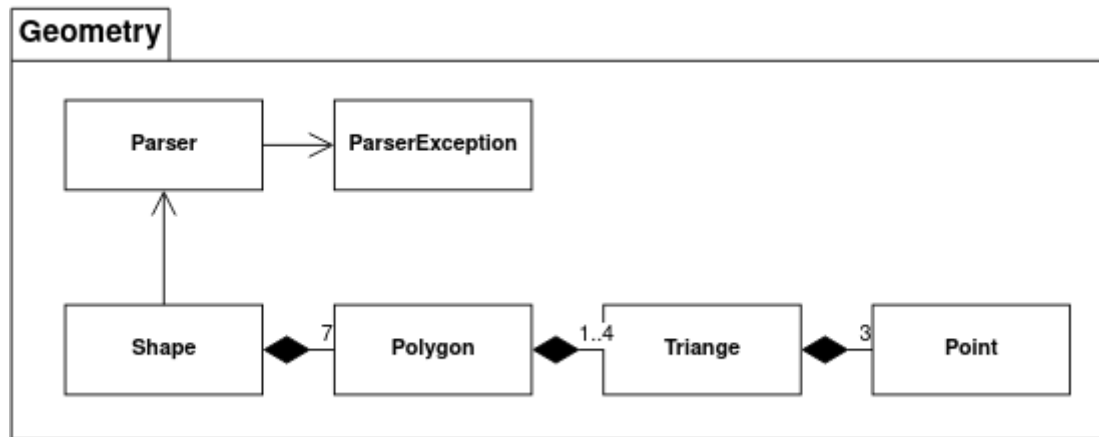 Geometry
Parser
ParserException
Shape
7
Polygon
1..4
Triange
3
Point